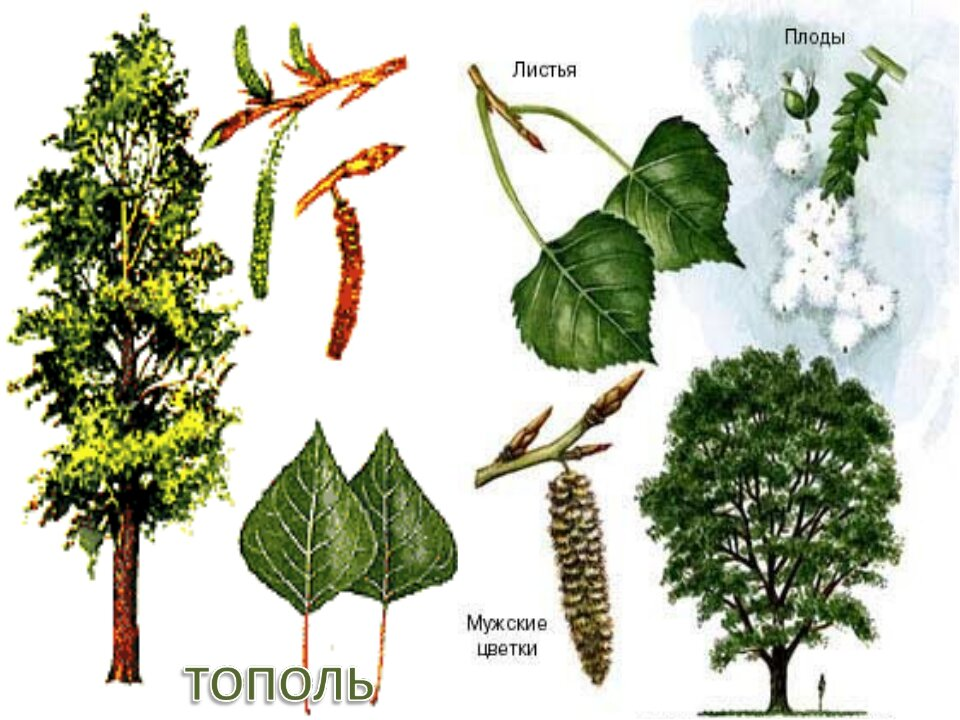 Листья
Плоды
Мужские
цветки
тополь